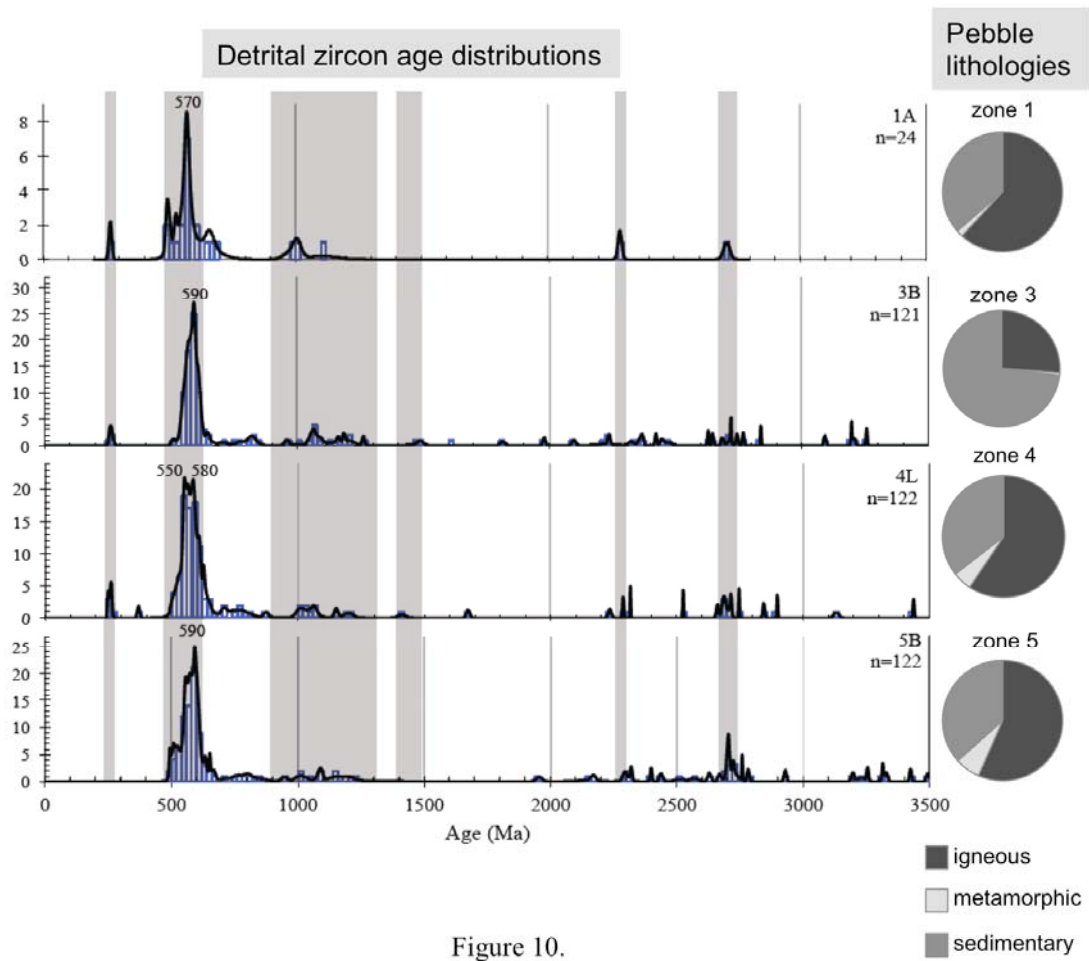 Detrital zircon age distributions
Pebble
lithologies
570
8
6
4
2
0
1A
n=24
zone 1
30
25
20
15
10
5
0
590
3B
n=121
zone 3
20
15
10
5
0
550 580
4L
n=122
zone 4
25
20
15
10
5
0
590
5B
n=122
zone 5
0 500 1000 1500 2000 2500 3000 3500
Age (Ma)
igneous
metamorphic
sedimentary
Figure 10.